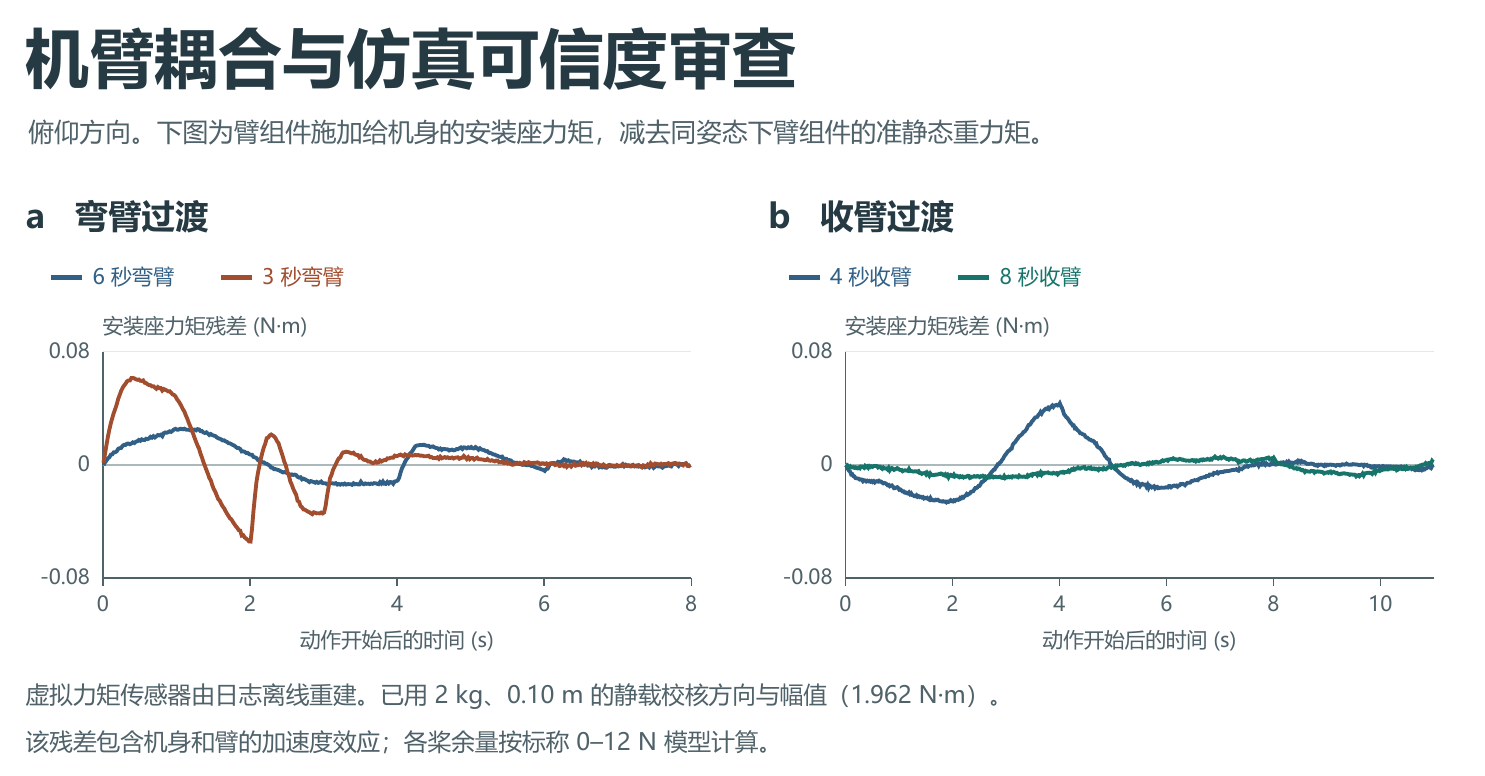 机臂耦合与仿真可信度审查
俯仰方向。下图为臂组件施加给机身的安装座力矩，减去同姿态下臂组件的准静态重力矩。
a 弯臂过渡
6 秒弯臂 3 秒弯臂
安装座力矩残差 (N·m)
0.08
0
-0.08
0 2 4 6 8
动作开始后的时间 (s)
b 收臂过渡
4 秒收臂 8 秒收臂
安装座力矩残差 (N·m)
0.08
0
-0.08
0 2 4 6 8 10
动作开始后的时间 (s)
虚拟力矩传感器由日志离线重建。已用 2 kg、0.10 m 的静载校核方向与幅值（1.962 N·m）。
该残差包含机身和臂的加速度效应；各桨余量按标称 0–12 N 模型计算。